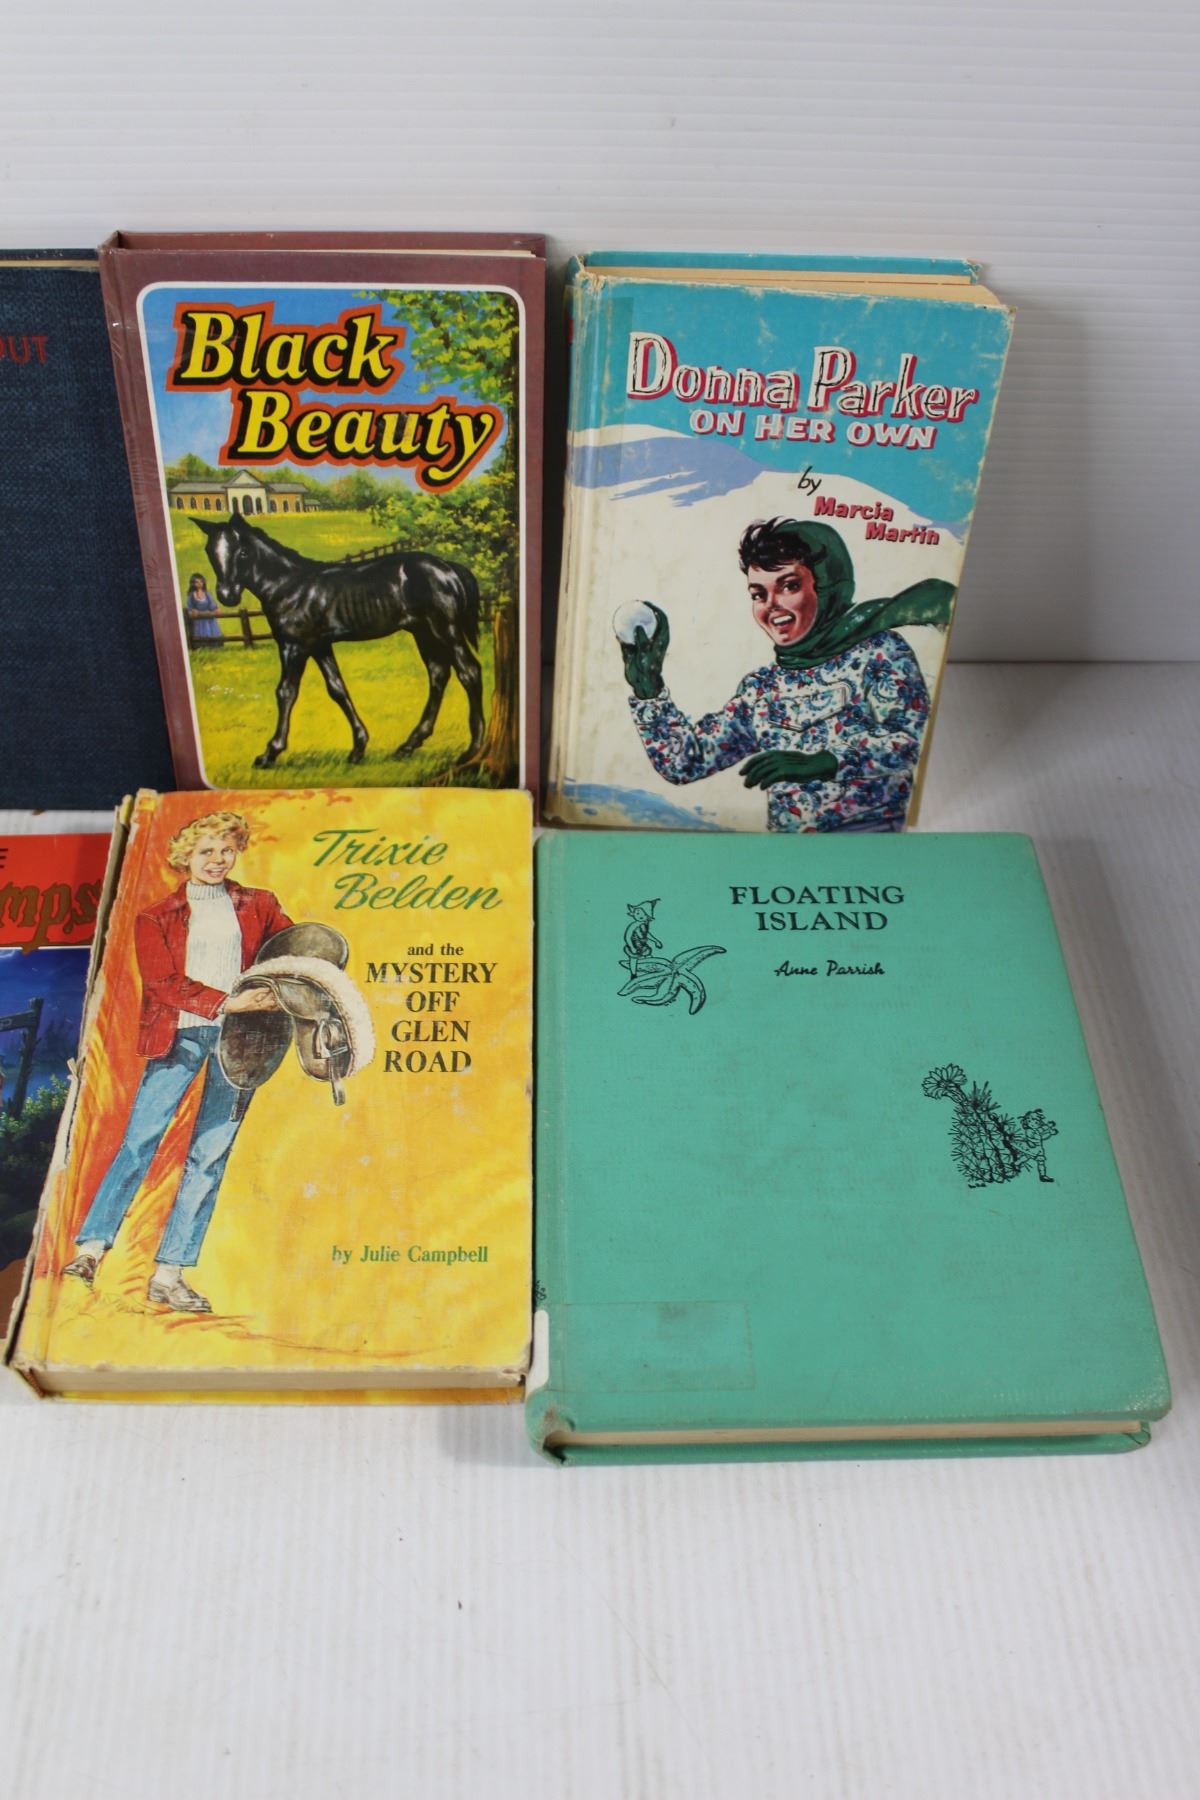 OUT
Black
Beauty
Donna Parker
ON HER OWN
by
Marcia
Martin
Trixie
Belden
and the
MYSTERY
OFF
GLEN
ROAD
by Julie Campbell
FLOATING
ISLAND
Anne Parrish
E
mps